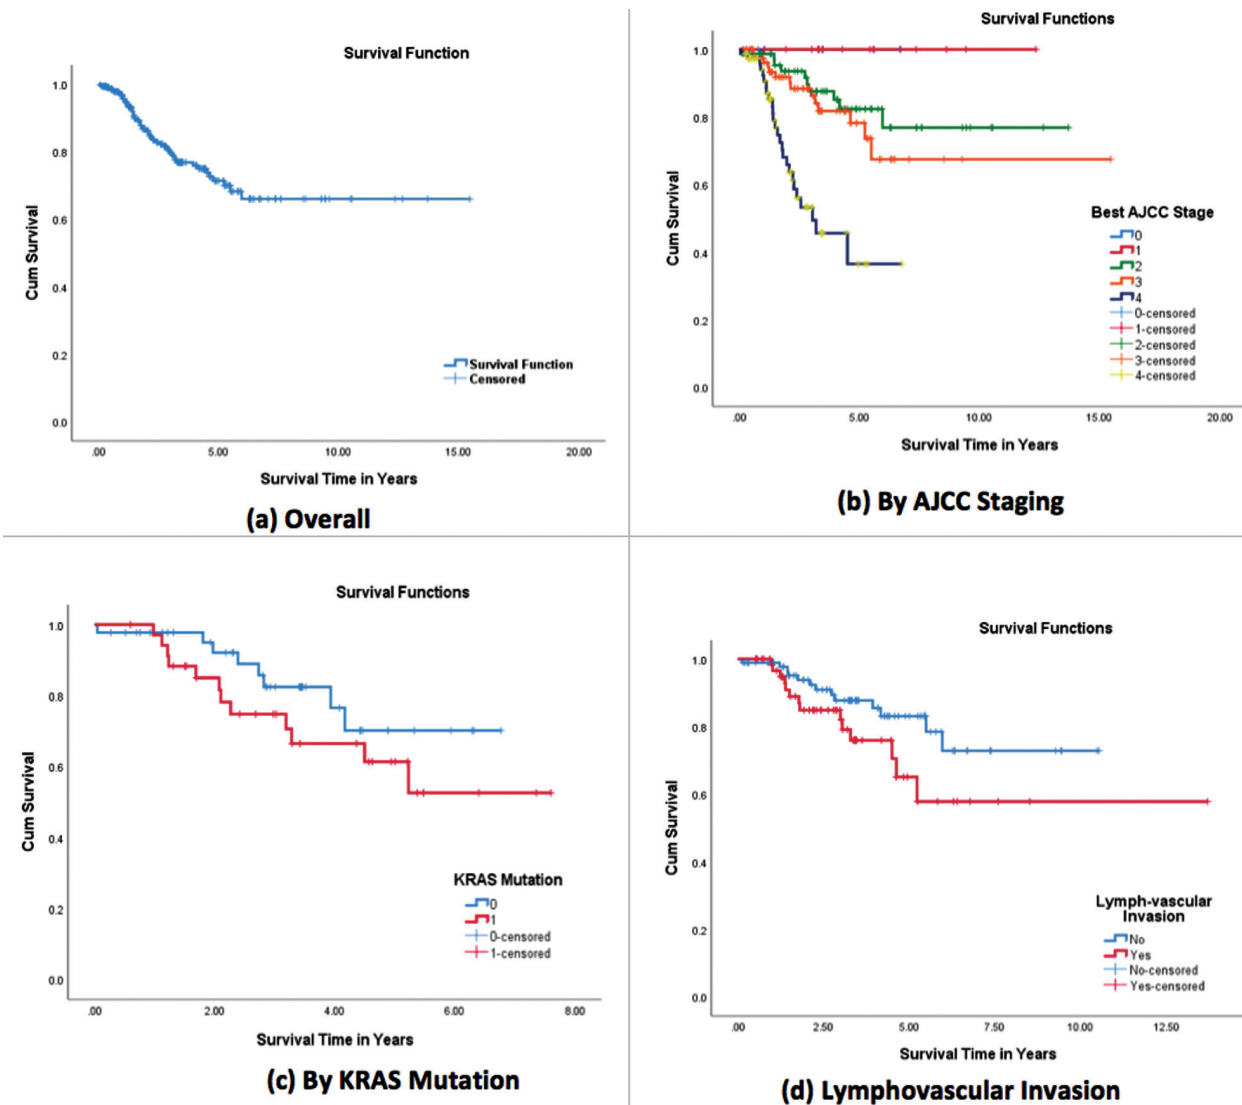 Survival Function
1.0
0.8
0.6
0.4
0.2
0.0
Cum Survival
Survival Function
Censored
.00 5.00 10.00 15.00 20.00
Survival Time in Years
(a) Overall
Survival Functions
1.0
0.8
0.6
0.4
0.2
0.0
Cum Survival
Best AJCC Stage
0
1
2
3
4
0-censored
1-censored
2-censored
3-censored
4-censored
.00 5.00 10.00 15.00 20.00
Survival Time in Years
(b) By AJCC Staging
Survival Functions
1.0
0.8
0.6
0.4
0.2
0.0
Cum Survival
KRAS Mutation
0
1
0-censored
1-censored
.00 2.00 4.00 6.00 8.00
Survival Time in Years
(c) By KRAS Mutation
Survival Functions
1.0
0.8
0.6
0.4
0.2
0.0
Cum Survival
Lymph-vascular
Invasion
No
Yes
No-censored
Yes-censored
.00 2.50 5.00 7.50 10.00 12.50
Survival Time in Years
(d) Lymphovascular Invasion